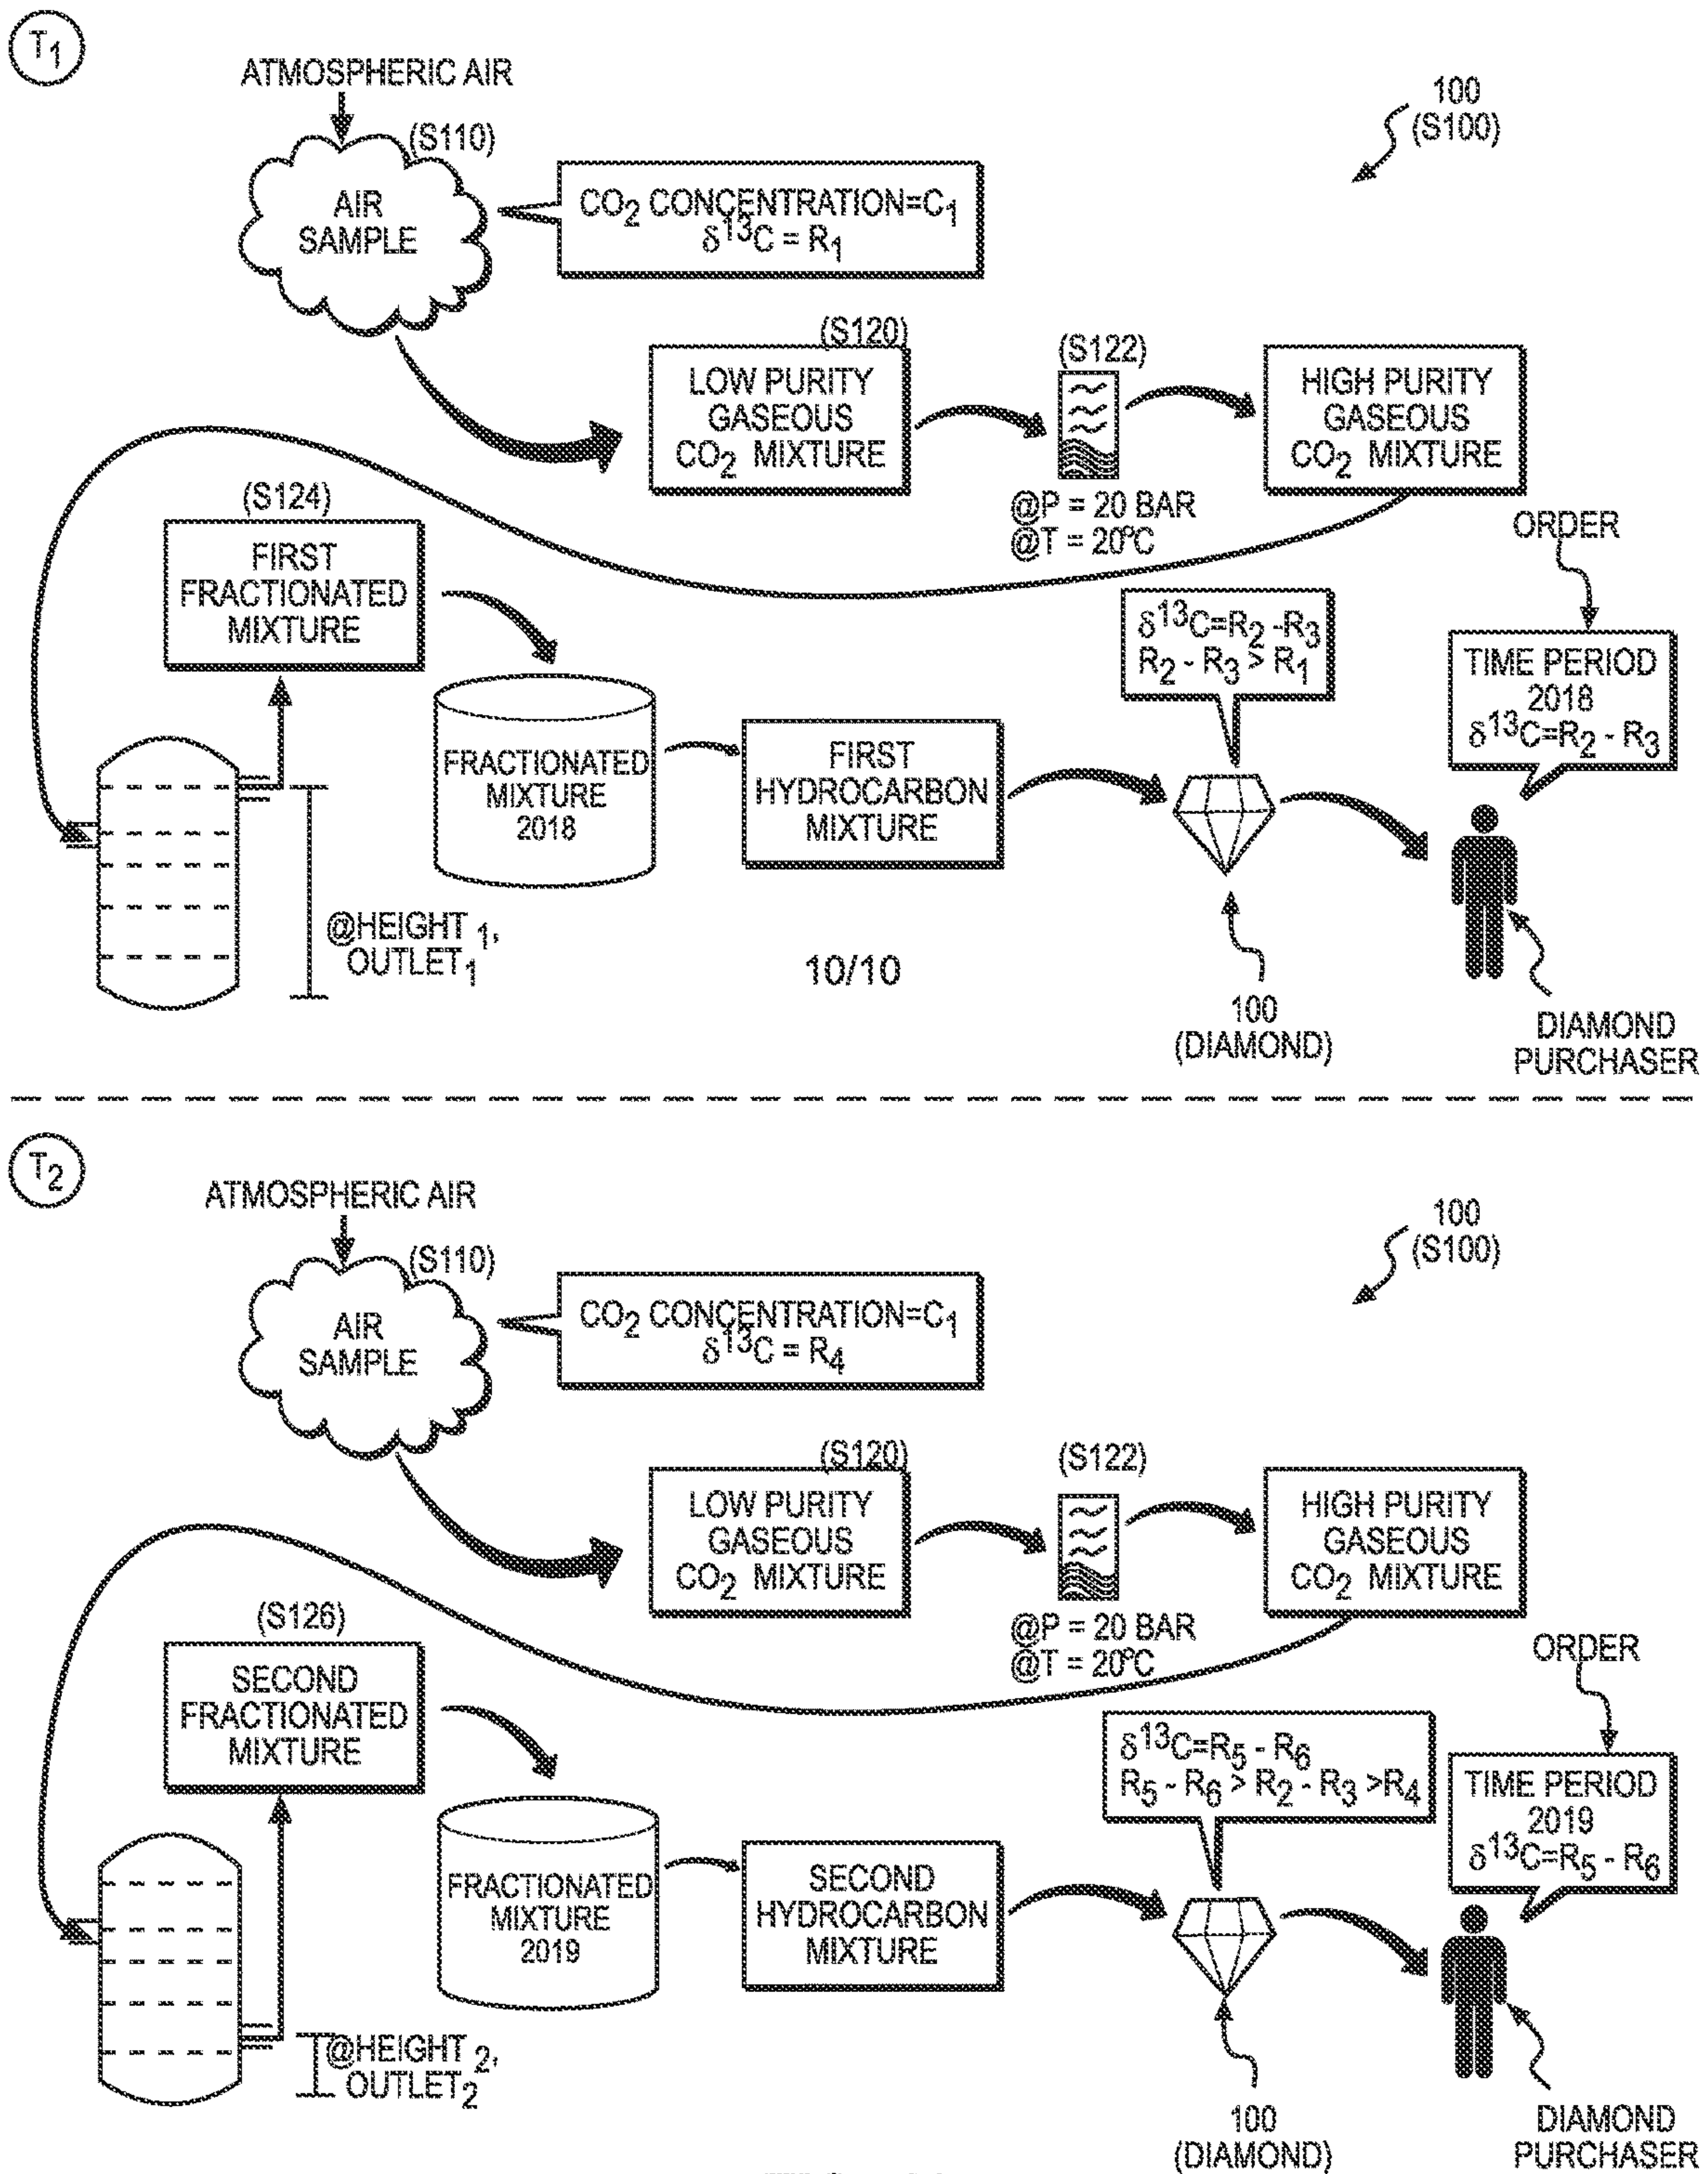 T1
ATMOSPHERIC AIR
100
(S100)
(S110)
AIR
SAMPLE
CO2 CONCENTRATION=C1
δ13C = R1
(S120)
LOW PURITY
GASEOUS
CO2 MIXTURE
(S122)
@P = 20 BAR
@T = 20°C
HIGH PURITY
GASEOUS
CO2 MIXTURE
(S124)
FIRST
FRACTIONATED
MIXTURE
@HEIGHT 1,
OUTLET1
FRACTIONATED
MIXTURE
2018
FIRST
HYDROCARBON
MIXTURE
δ13C=R2 -R3
R2 - R3 > R1
ORDER
TIME PERIOD
2018
δ13C=R2 - R3
10/10
100
(DIAMOND)
DIAMOND
PURCHASER
T2
ATMOSPHERIC AIR
100
(S100)
(S110)
AIR
SAMPLE
CO2 CONCENTRATION=C1
δ13C = R4
(S120)
LOW PURITY
GASEOUS
CO2 MIXTURE
(S122)
@P = 20 BAR
@T = 20°C
HIGH PURITY
GASEOUS
CO2 MIXTURE
(S126)
SECOND
FRACTIONATED
MIXTURE
@HEIGHT 2,
OUTLET2
FRACTIONATED
MIXTURE
2019
SECOND
HYDROCARBON
MIXTURE
δ13C=R5 - R6
R5 - R6 > R2 - R3 >R4
ORDER
TIME PERIOD
2019
δ13C=R5 - R6
100
(DIAMOND)
DIAMOND
PURCHASER